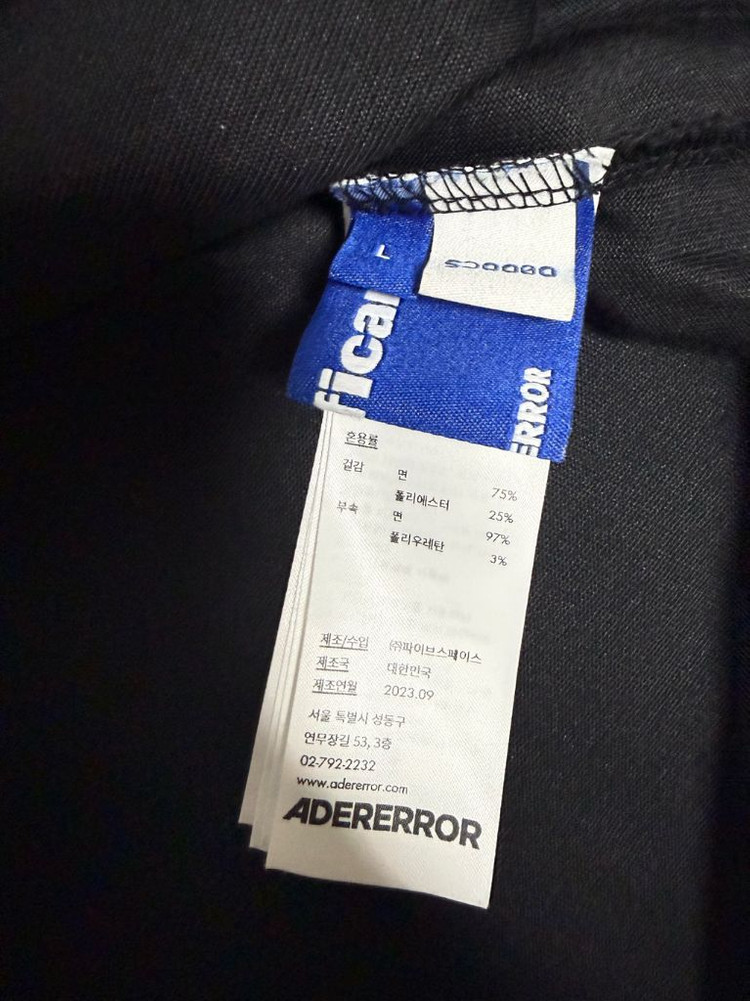 L
D0DDCS
fical
ERROR
혼용률
겉감 면 75%
폴리에스터 25%
부속 면 97%
폴리우레탄 3%
제조/수입 ㈜파이브스페이스
제조국 대한민국
제조연월 2023.09
서울 특별시 성동구
연무장길 53, 3층
02-792-2232
www.adererror.com
ADERERROR